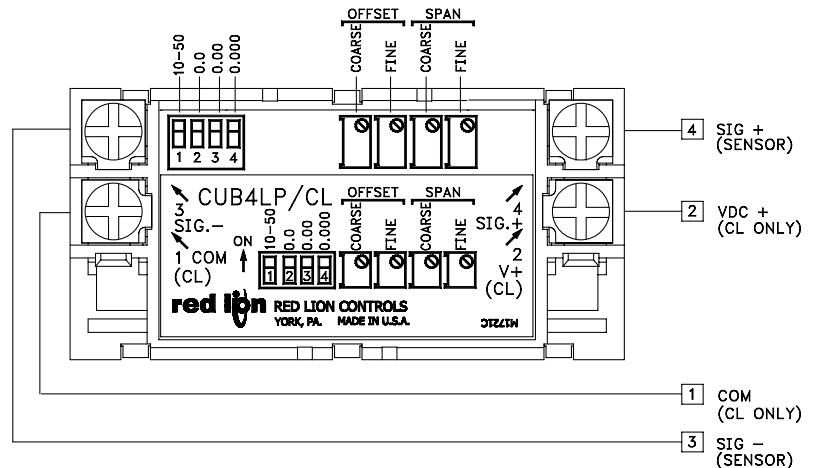 OFFSET SPAN
10-50
0.0
0.00
0.000
COARSE
FINE
COARSE
FINE
1 2 3 4
4 SIG +
(SENSOR)
2 VDC +
(CL ONLY)
CUB4LP/CL
OFFSET SPAN
3
SIG.-
1 COM
(CL)
ON
10-50
0.0
0.00
0.000
COARSE
FINE
COARSE
FINE
1 2 3 4
4
SIG.+
2
V+
(CL)
red lion RED LION CONTROLS
YORK, PA. MADE IN U.S.A.
M1721C
1 COM
(CL ONLY)
3 SIG -
(SENSOR)